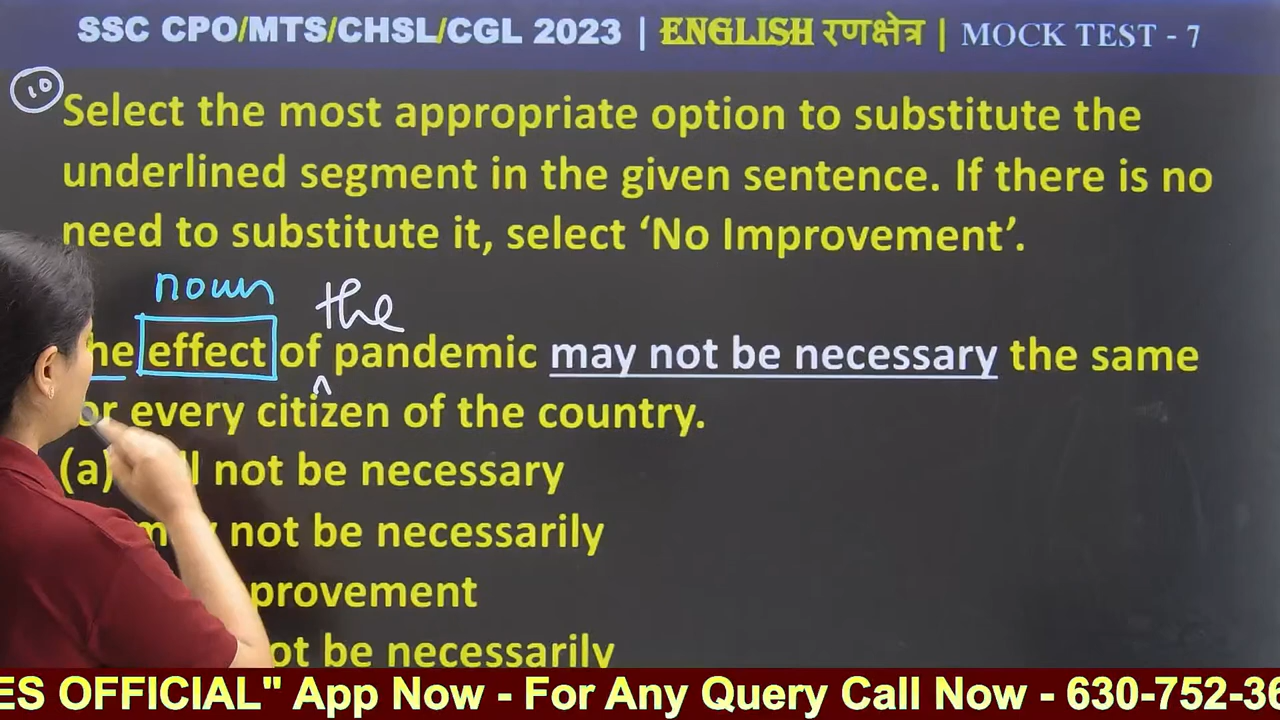 SSC CPO/MTS/CHSL/CGL 2023 | ENGLISH रणक्षेत्र | MOCK TEST - 7
10 Select the most appropriate option to substitute the
underlined segment in the given sentence. If there is no
need to substitute it, select ‘No Improvement’.
noun the
he effect of pandemic may not be necessary the same
or every citizen of the country.
(a) ll not be necessary
may not be necessarily
provement
ot be necessarily
ES OFFICIAL" App Now - For Any Query Call Now - 630-752-36